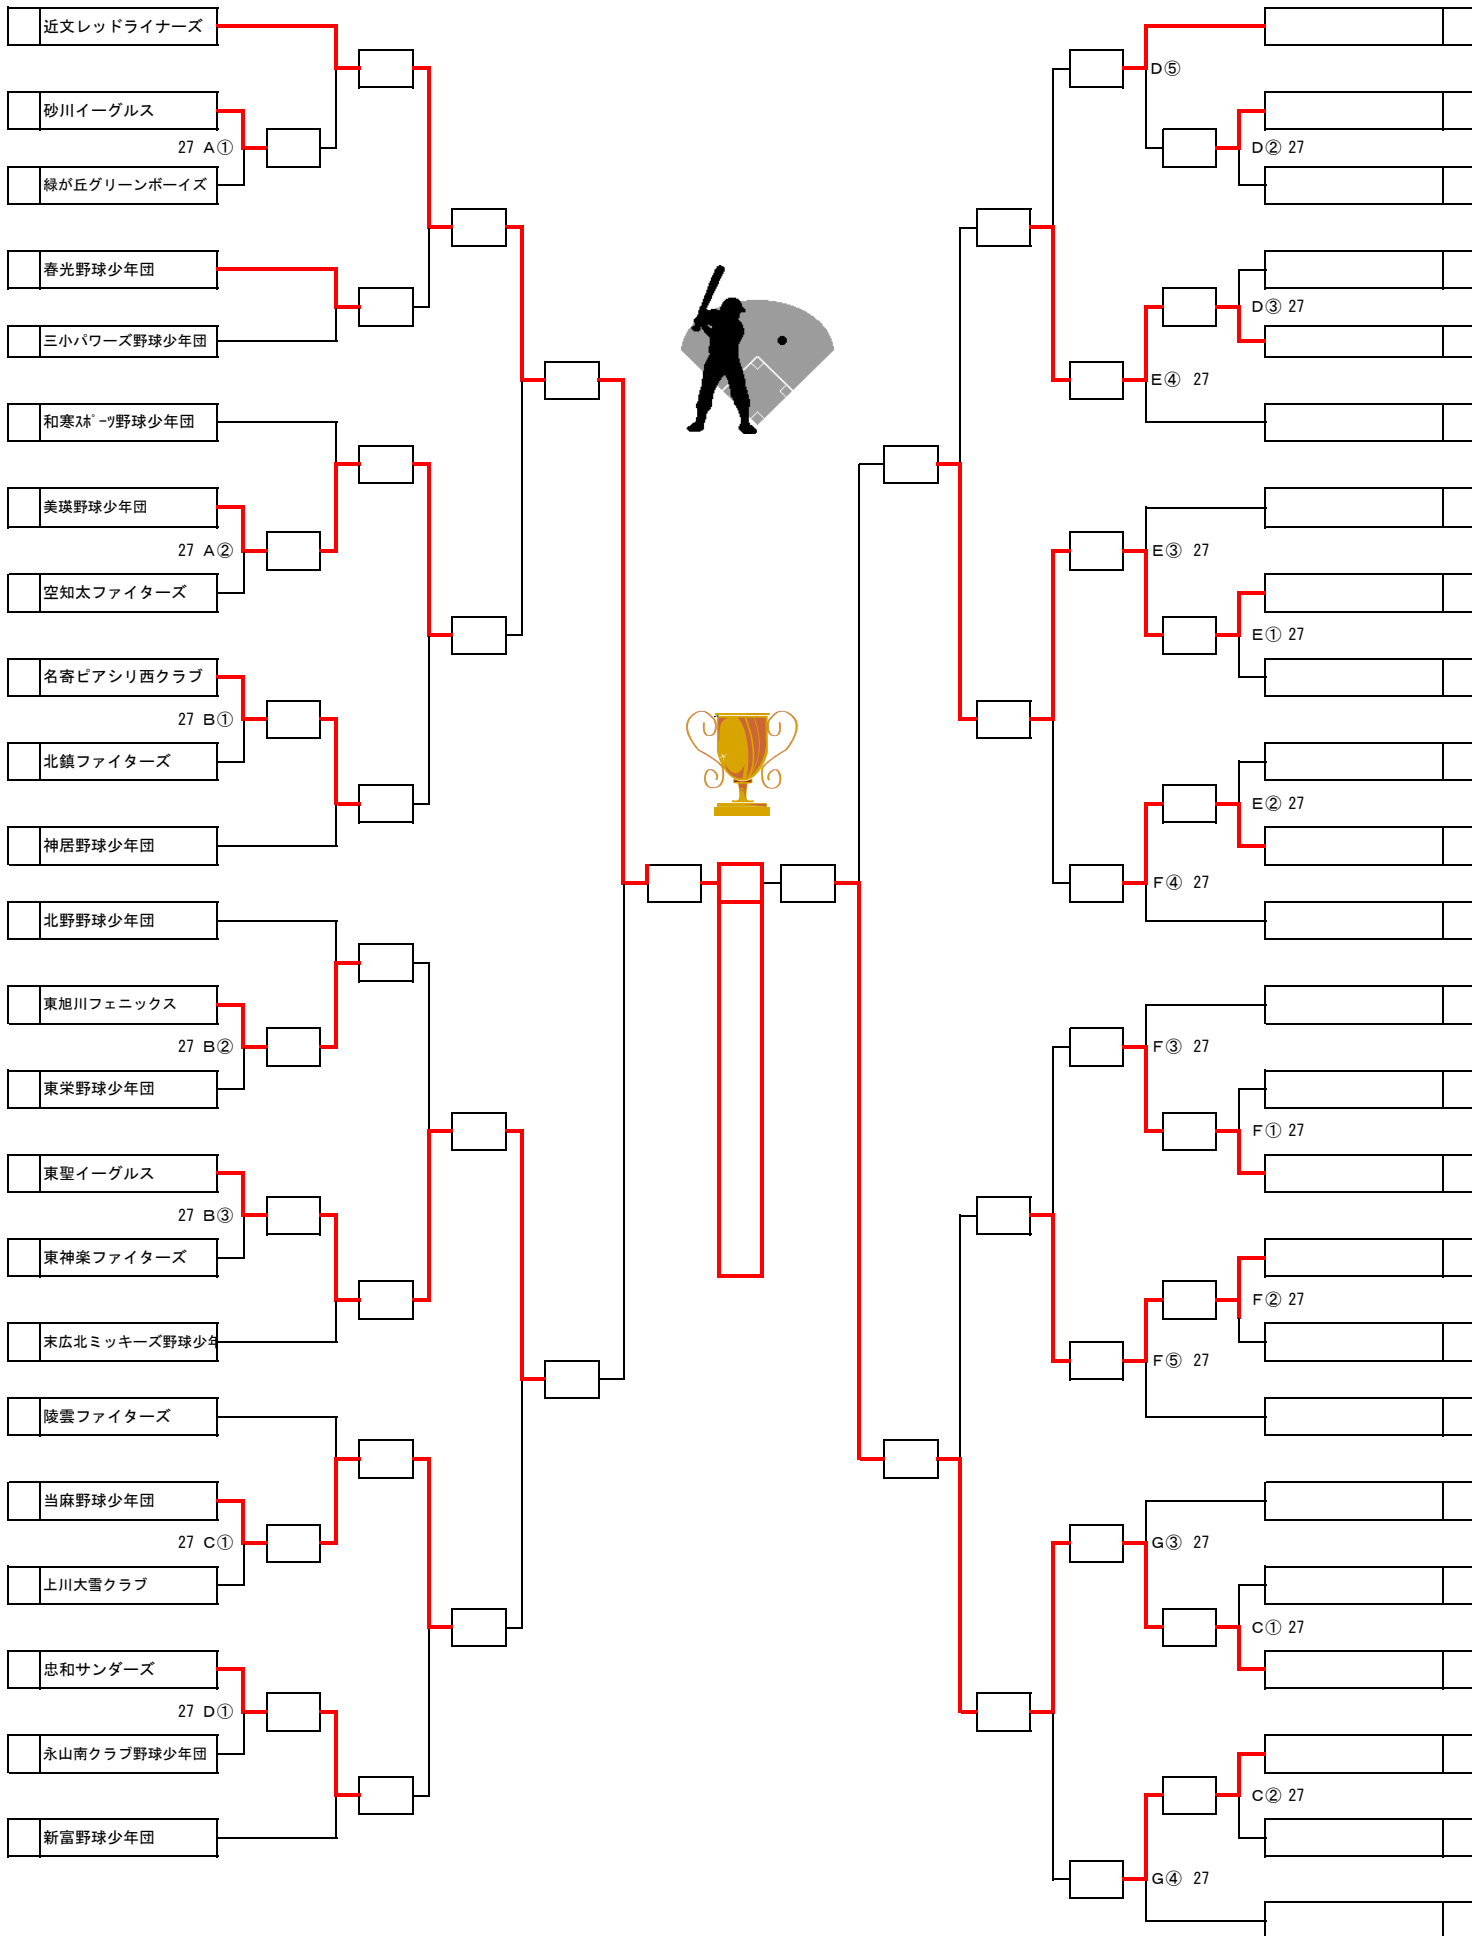 近文レッドライナーズ
砂川イーグルス
27 A①
緑が丘グリーンボーイズ
春光野球少年団
三小パワーズ野球少年団
和寒ｽﾎﾟｰﾂ野球少年団
美瑛野球少年団
27 A②
空知太ファイターズ
名寄ピアシリ西クラブ
27 B①
北鎮ファイターズ
神居野球少年団
北野野球少年団
東旭川フェニックス
27 B②
東栄野球少年団
東聖イーグルス
27 B③
東神楽ファイターズ
末広北ミッキーズ野球少年
陵雲ファイターズ
当麻野球少年団
27 C①
上川大雪クラブ
忠和サンダーズ
27 D①
永山南クラブ野球少年団
新富野球少年団
D⑤
D② 27
D③ 27
E④ 27
E③ 27
E① 27
E② 27
F④ 27
F③ 27
F① 27
F② 27
F⑤ 27
G③ 27
C① 27
C② 27
G④ 27